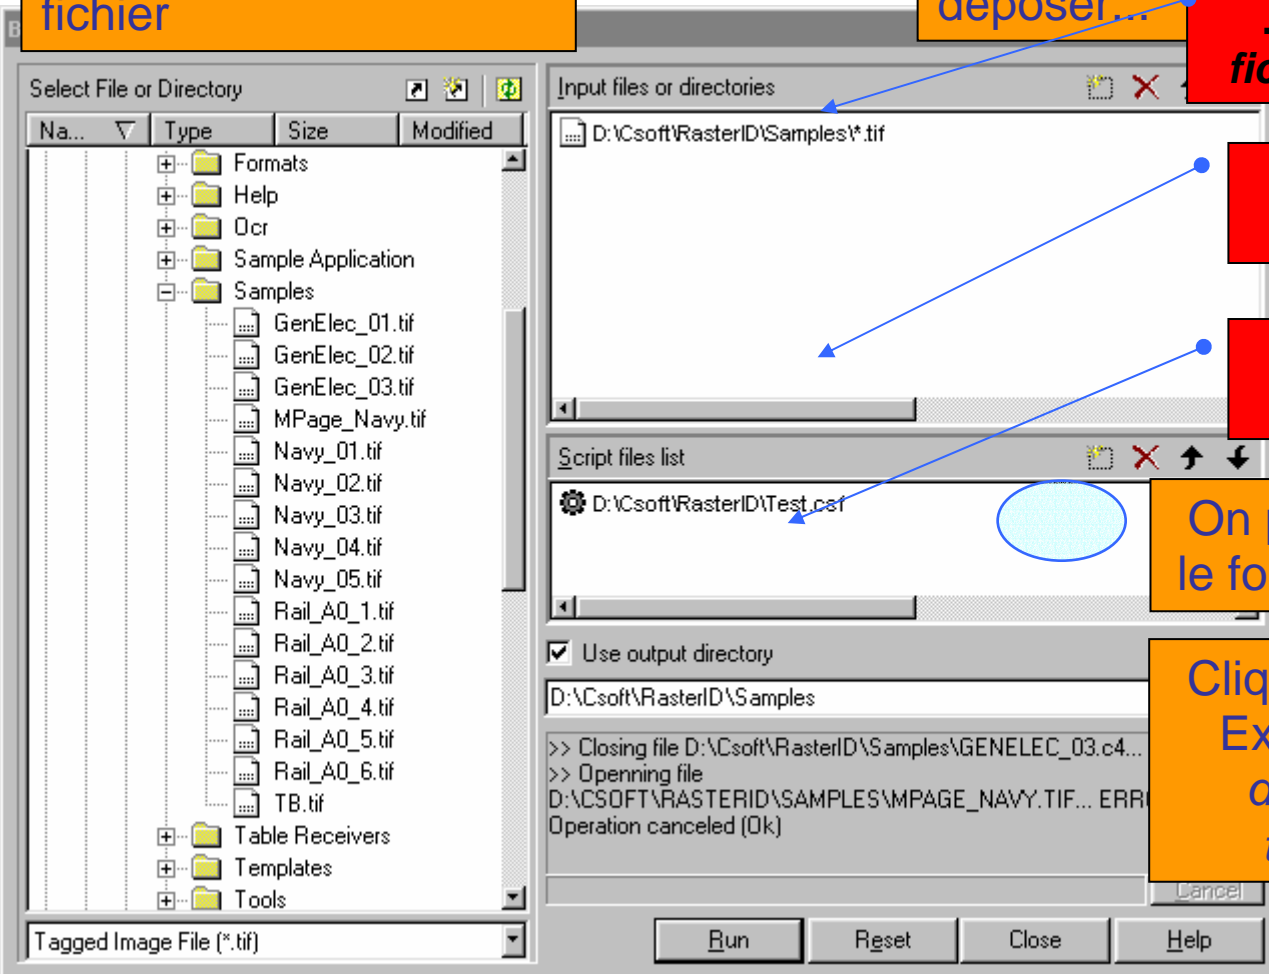 fichier
déposer...
Select File or Directory
Na...
Type
Size
Modified
Formats
Help
Ocr
Sample Application
Samples
GenElec_01.tif
GenElec_02.tif
GenElec_03.tif
MPage_Navy.tif
Navy_01.tif
Navy_02.tif
Navy_03.tif
Navy_04.tif
Navy_05.tif
Rail_A0_1.tif
Rail_A0_2.tif
Rail_A0_3.tif
Rail_A0_4.tif
Rail_A0_5.tif
Rail_A0_6.tif
TB.tif
Table Receivers
Templates
Tools
Tagged Image File (*.tif)
Input files or directories
D:\Csoft\RasterID\Samples\*.tif
Script files list
D:\Csoft\RasterID\Test.csf
On
le
Use output directory
D:\Csoft\RasterID\Samples
>> Closing file D:\Csoft\RasterID\Samples\GENELEC_03.c4...
>> Openning file
D:\CSOFT\RASTERID\SAMPLES\MPAGE_NAVY.TIF...
Operation canceled (Ok)
Cancel
Run
Reset
Close
Help